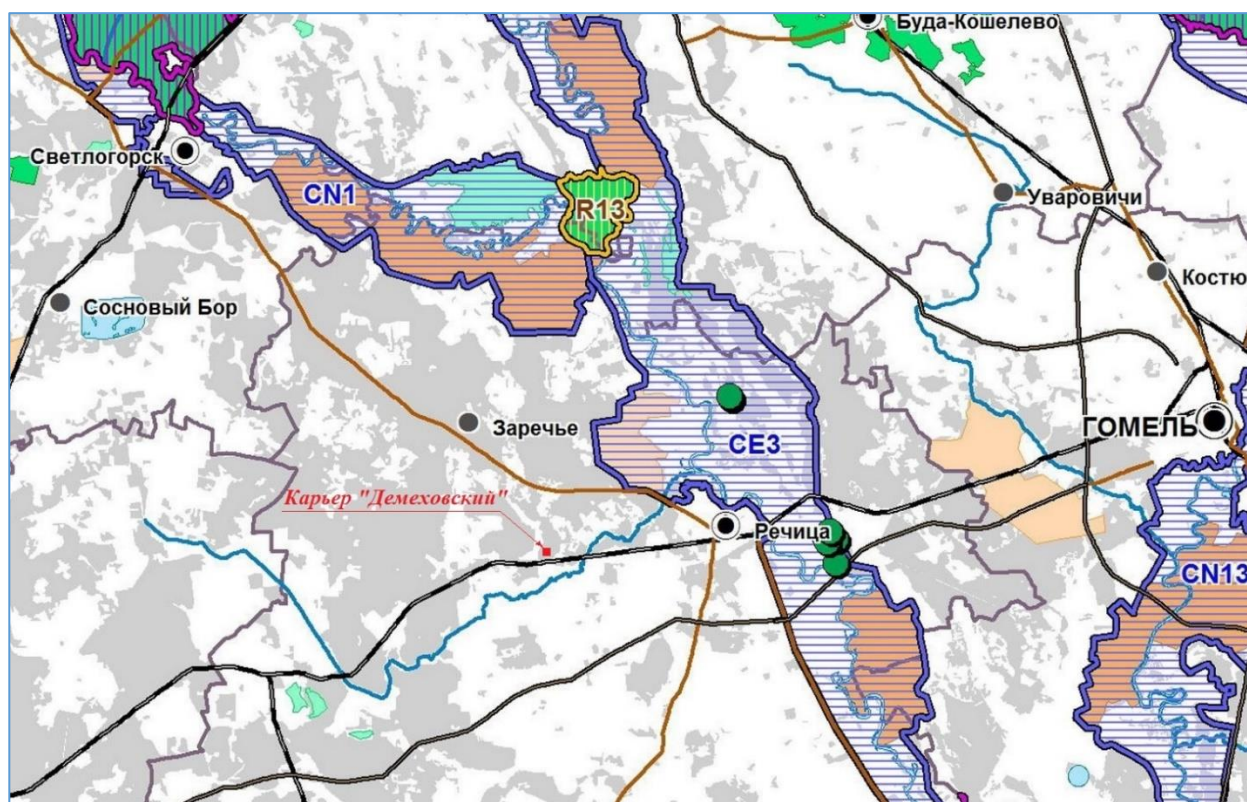 Буда-Кошелево
Светлогорск
CN1
R13
Уваровичи
Костю
Сосновый Бор
Заречье
CE3
ГОМЕЛЬ
Карьер "Демеховский"
Речица
CN13